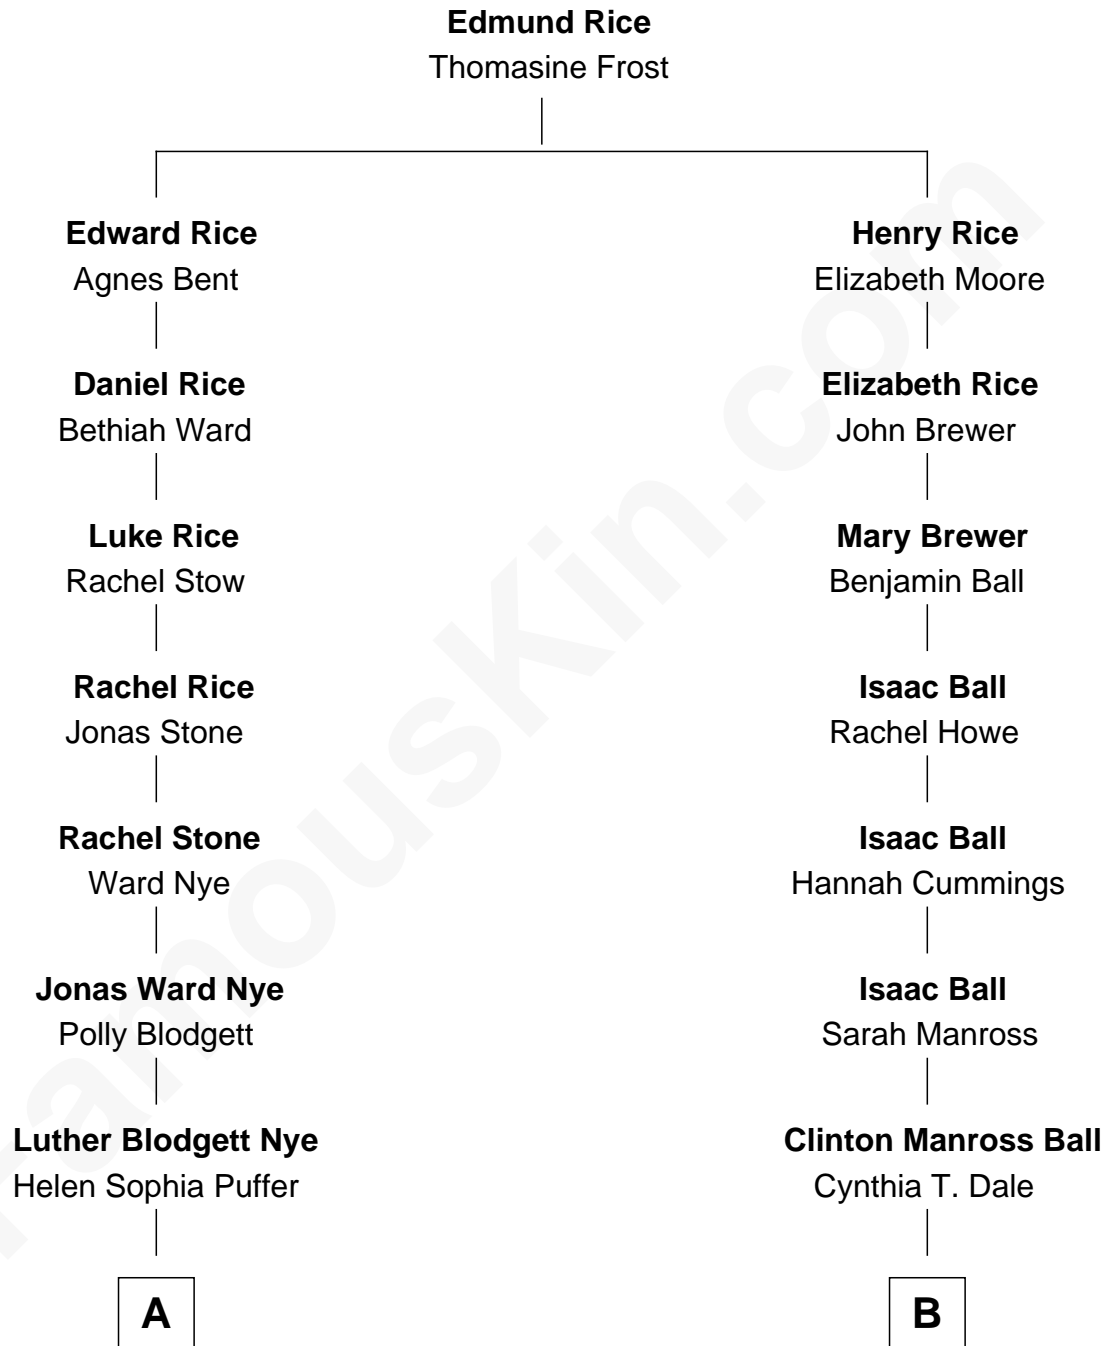 Edmund Rice
Thomasine Frost
Edward Rice
Agnes Bent
Henry Rice
Elizabeth Moore
Daniel Rice
Bethiah Ward
Elizabeth Rice
John Brewer
Luke Rice
Rachel Stow
Mary Brewer
Benjamin Ball
Rachel Rice
Jonas Stone
Isaac Ball
Rachel Howe
Rachel Stone
Ward Nye
Isaac Ball
Hannah Cummings
Jonas Ward Nye
Polly Blodgett
Isaac Ball
Sarah Manross
Luther Blodgett Nye
Helen Sophia Puffer
Clinton Manross Ball
Cynthia T. Dale
A
B
FamousKin.com